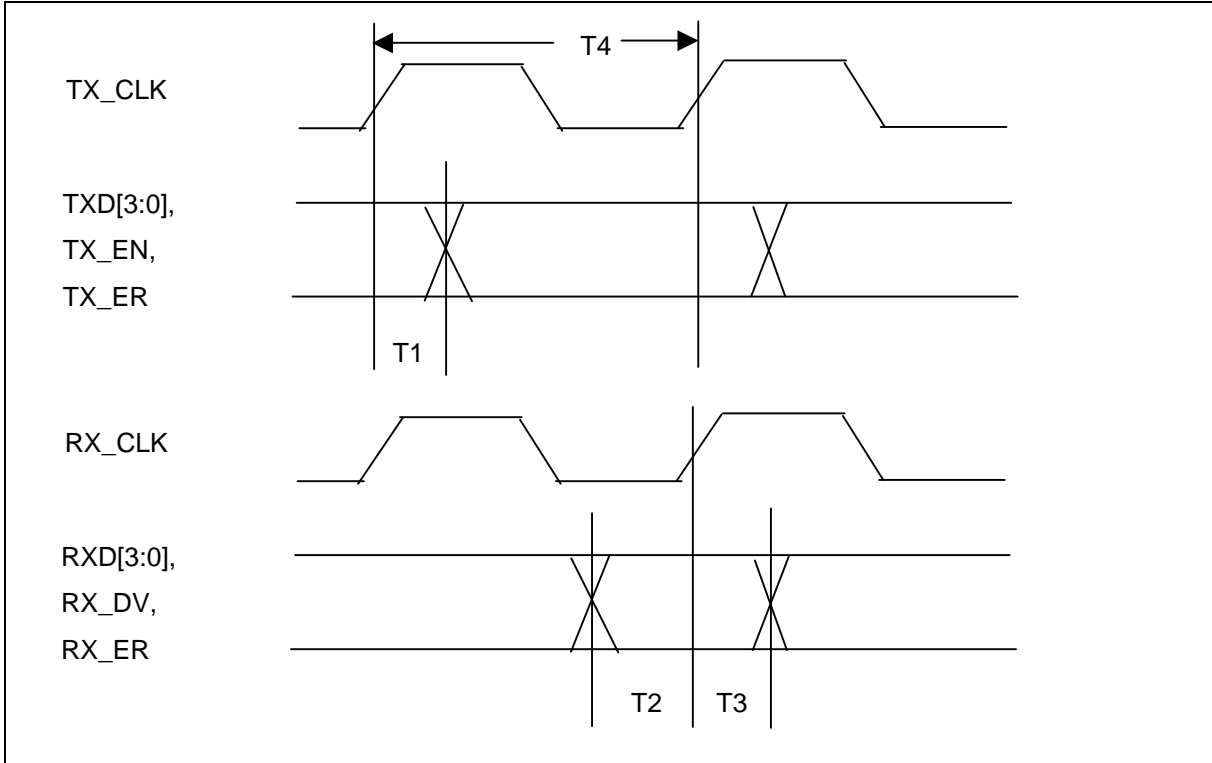 T4
TX_CLK
TXD[3:0],
TX_EN,
TX_ER
T1
RX_CLK
RXD[3:0],
RX_DV,
RX_ER
T2 T3